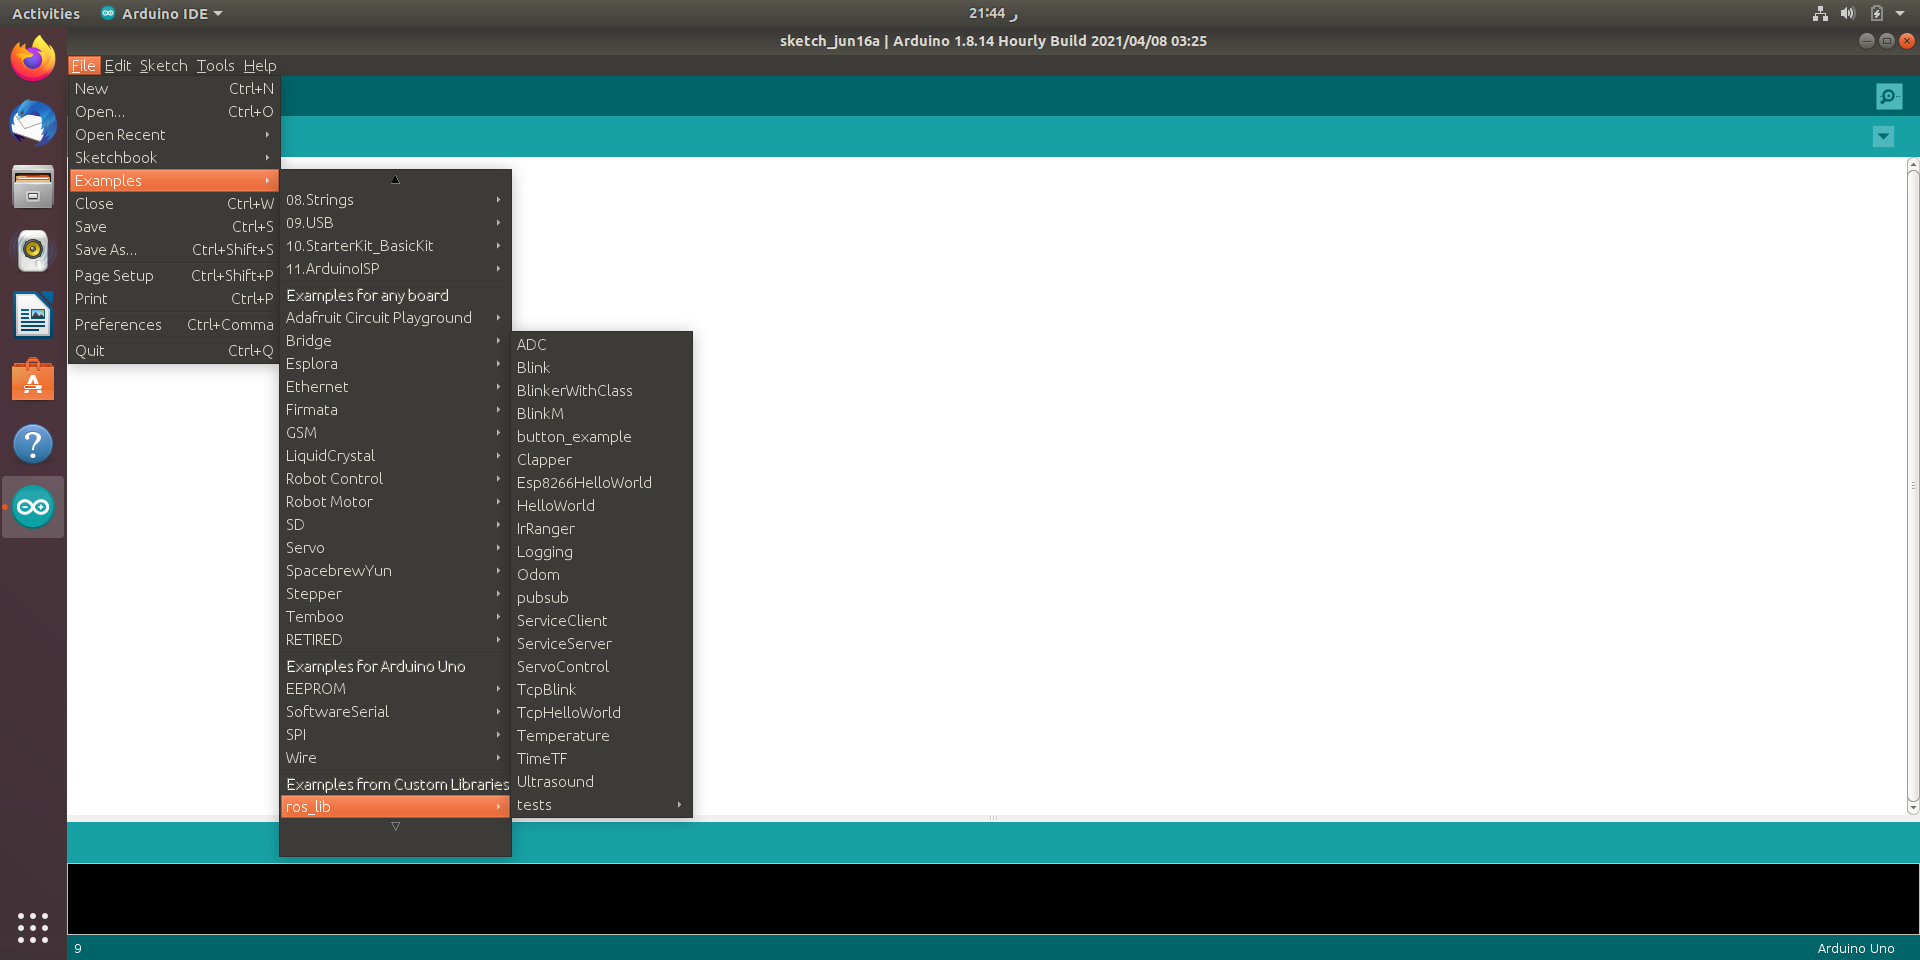 Activities
Arduino IDE
21:44 ر
sketch_jun16a | Arduino 1.8.14 Hourly Build 2021/04/08 03:25
File Edit Sketch Tools Help
New Ctrl+N
Open... Ctrl+O
Open Recent
Sketchbook
Examples
Close Ctrl+W
Save Ctrl+S
Save As... Ctrl+Shift+S
Page Setup Ctrl+Shift+P
Print Ctrl+P
Preferences Ctrl+Comma
Quit Ctrl+Q
08.Strings
09.USB
10.StarterKit_BasicKit
11.ArduinoISP
Examples for any board
Adafruit Circuit Playground
Bridge
Esplora
Ethernet
Firmata
GSM
LiquidCrystal
Robot Control
Robot Motor
SD
Servo
SpacebrewYun
Stepper
Temboo
RETIRED
Examples for Arduino Uno
EEPROM
SoftwareSerial
SPI
Wire
Examples from Custom Libraries
ros_lib
ADC
Blink
BlinkerWithClass
BlinkM
button_example
Clapper
Esp8266HelloWorld
HelloWorld
IrRanger
Logging
Odom
pubsub
ServiceClient
ServiceServer
ServoControl
TcpBlink
TcpHelloWorld
Temperature
TimeTF
Ultrasound
tests
9
Arduino Uno